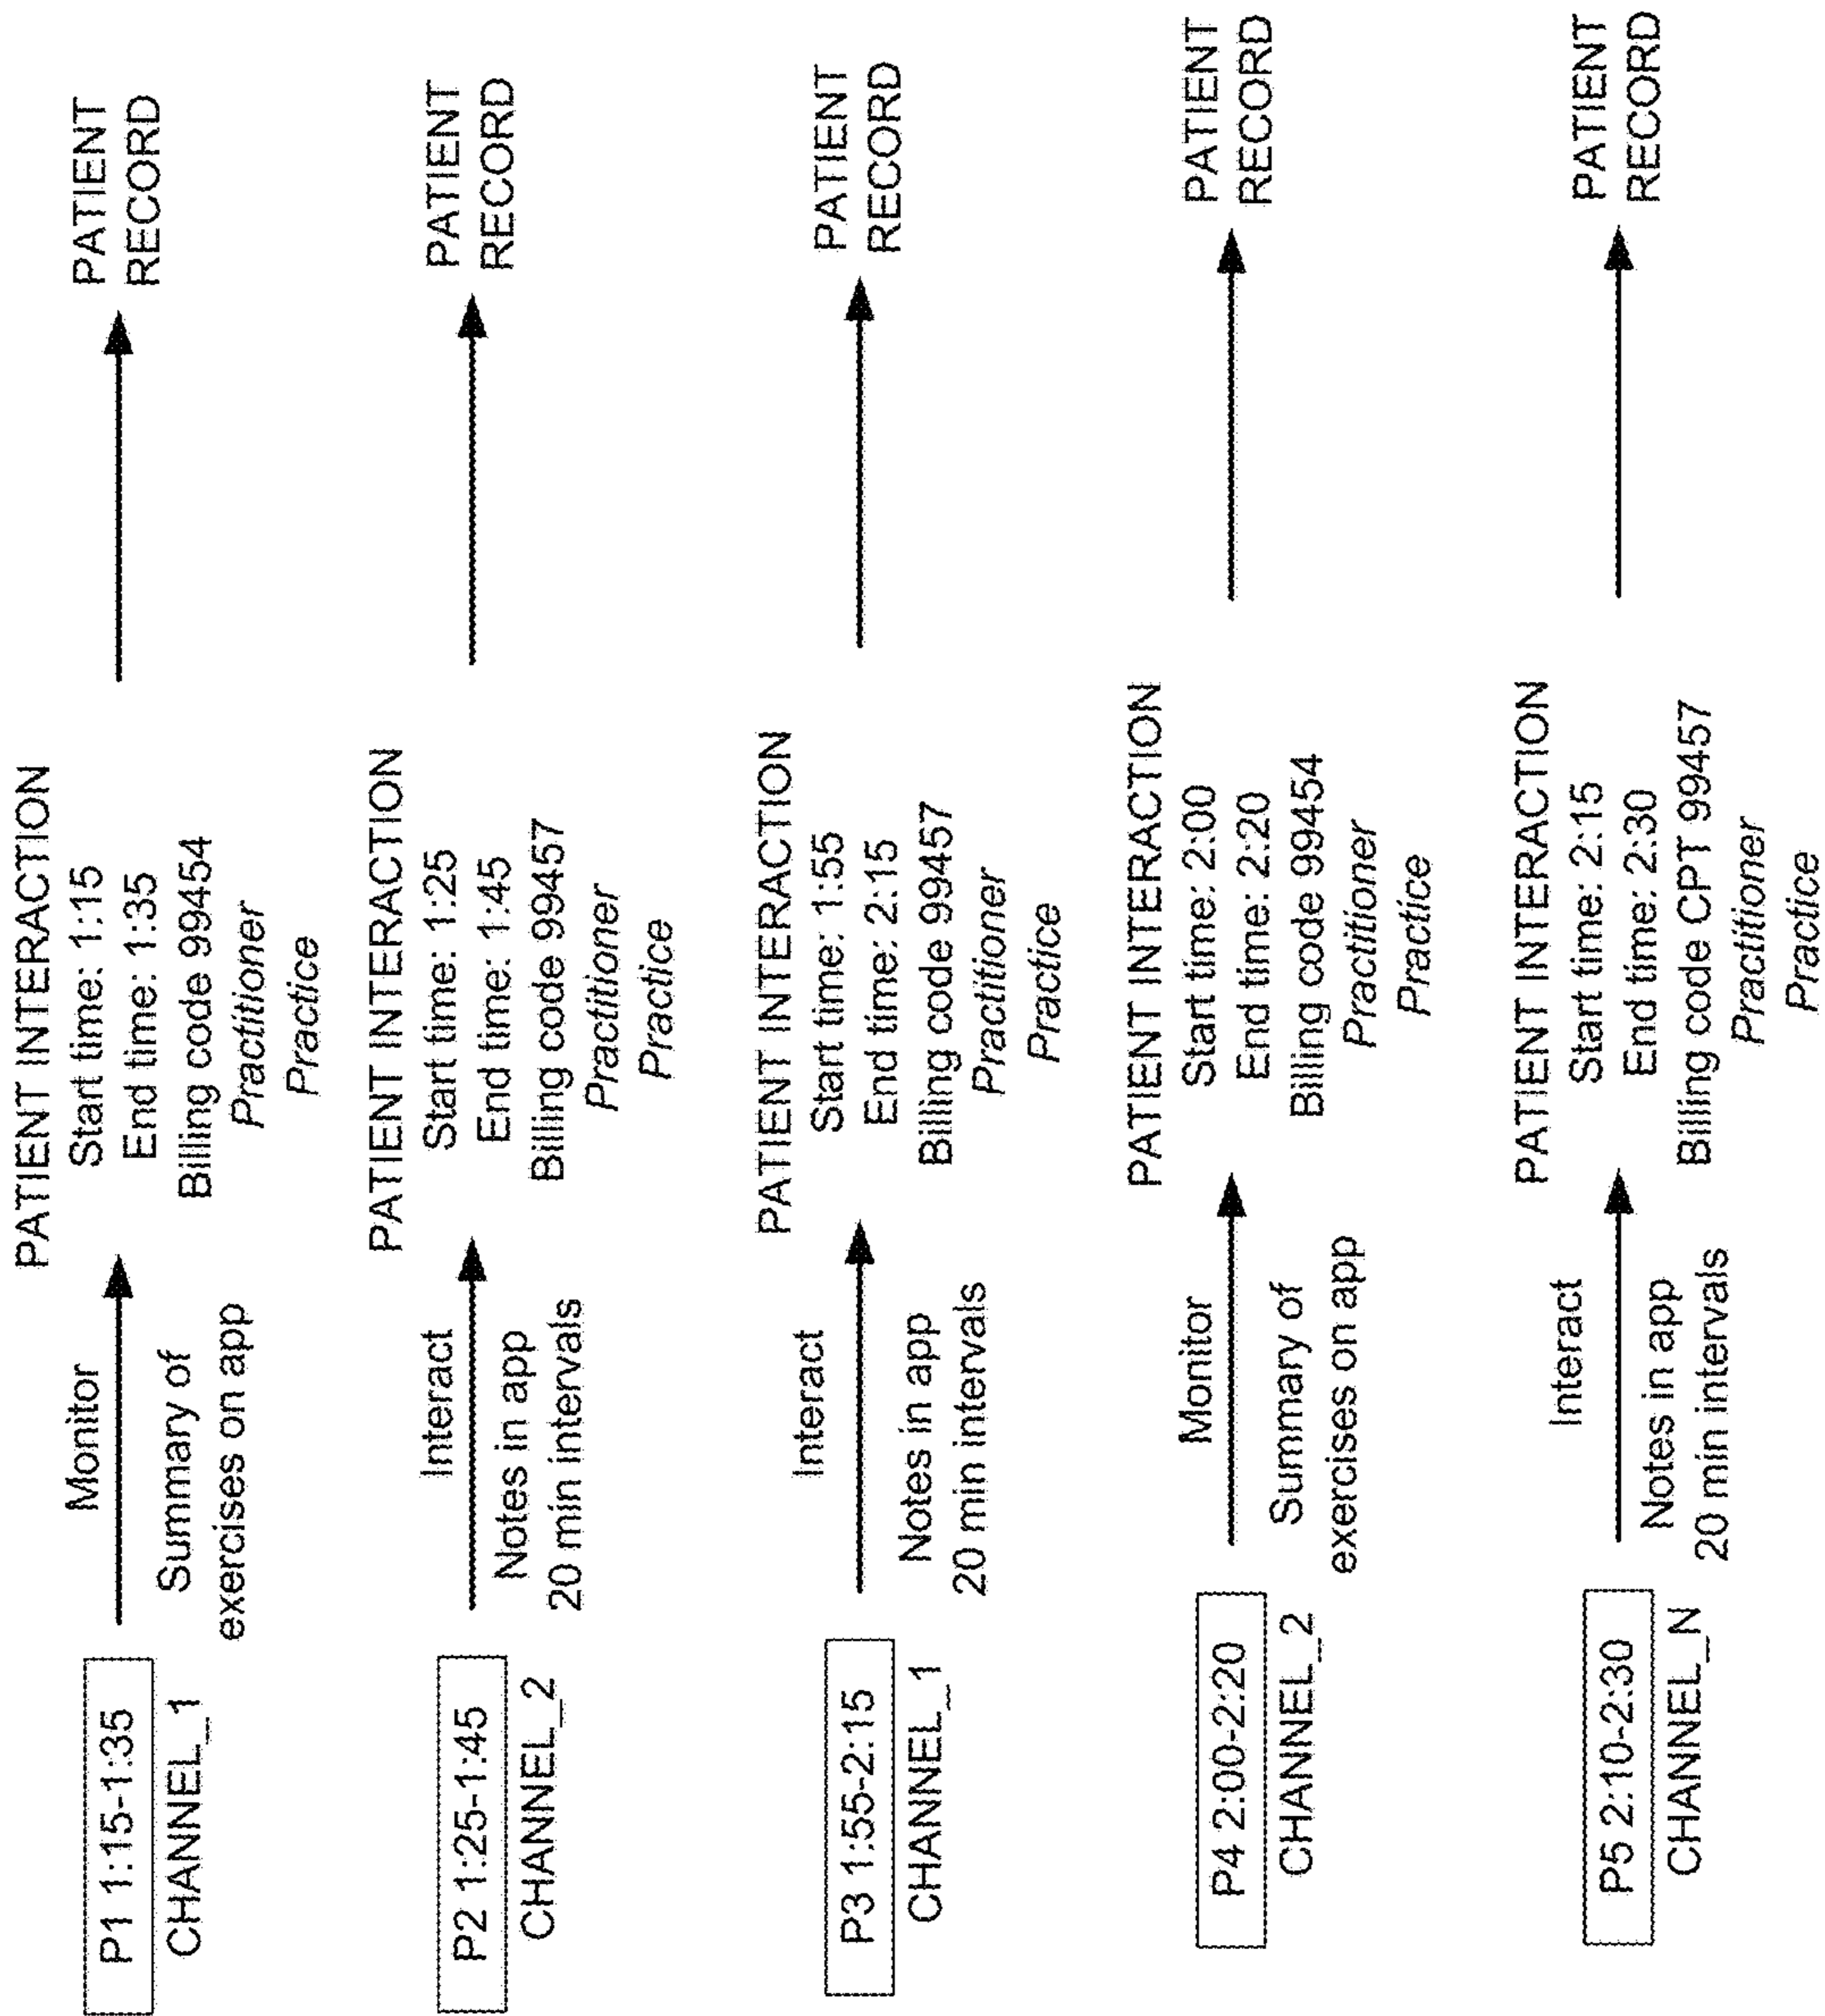 P1 1:15-1:35
CHANNEL_1
Monitor
Summary of
exercises on app
PATIENT INTERACTION
Start time: 1:15
End time: 1:35
Billing code 99454
Practitioner
Practice
PATIENT
RECORD
P2 1:25-1:45
CHANNEL_2
Interact
Notes in app
20 min intervals
PATIENT INTERACTION
Start time: 1:25
End time: 1:45
Billing code 99457
Practitioner
Practice
PATIENT
RECORD
P3 1:55-2:15
CHANNEL_1
Interact
Notes in app
20 min intervals
PATIENT INTERACTION
Start time: 1:55
End time: 2:15
Billing code 99457
Practitioner
Practice
PATIENT
RECORD
P4 2:00-2:20
CHANNEL_2
Monitor
Summary of
exercises on app
PATIENT INTERACTION
Start time: 2:00
End time: 2:20
Billing code 99454
Practitioner
Practice
PATIENT
RECORD
P5 2:10-2:30
CHANNEL_N
Interact
Notes in app
20 min intervals
PATIENT INTERACTION
Start time: 2:15
End time: 2:30
Billing code CPT 99457
Practitioner
Practice
PATIENT
RECORD